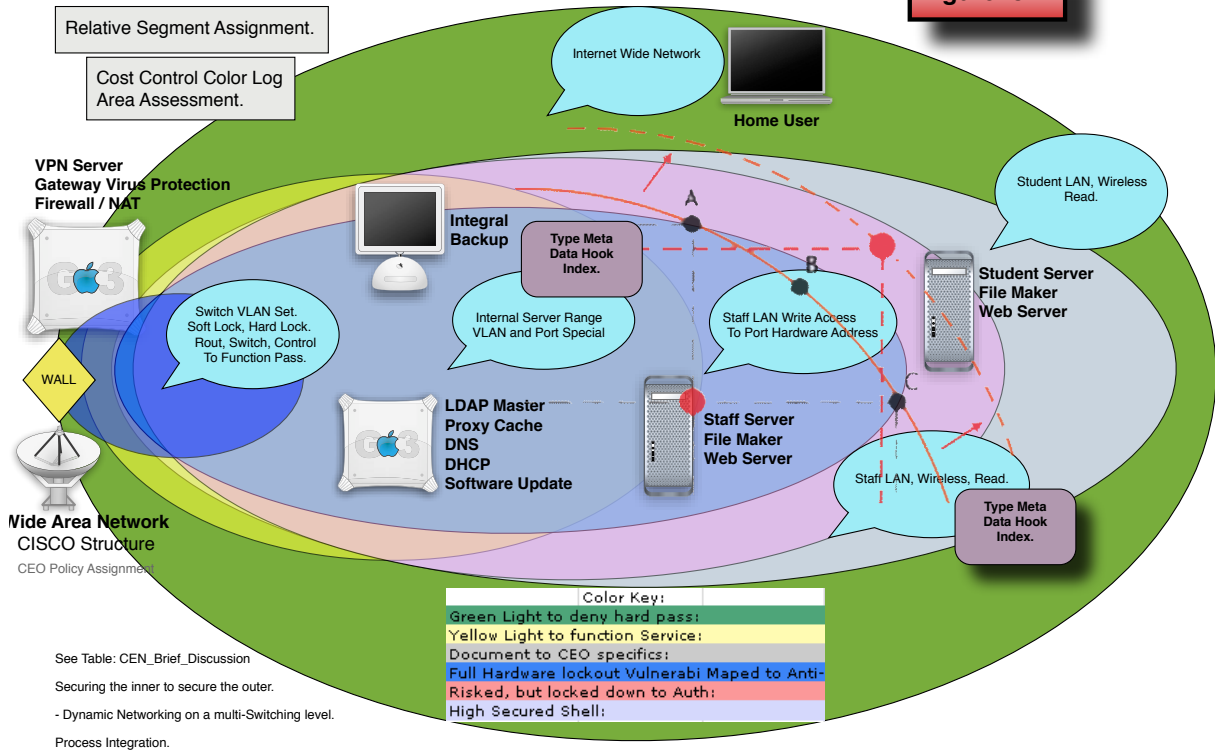 Relative Segment Assignment.
Cost Control Color Log
Area Assessment.
Internet Wide Network
Home User
VPN Server
Gateway Virus Protection
Firewall / NAT
Student LAN, Wireless
Read.
A
Integral
Backup
Type Meta
Data Hook
Index.
B
Student Server
File Maker
Web Server
G3
Switch VLAN Set.
Soft Lock, Hard Lock.
Rout, Switch, Control
To Function Pass.
Internal Server Range
VLAN and Port Special
Staff LAN Write Access
To Port Hardware Address
WALL
C
LDAP Master
Proxy Cache
DNS
DHCP
Software Update
G3
Staff Server
File Maker
Web Server
Staff LAN, Wireless, Read.
Type Meta
Data Hook
Index.
Wide Area Network
CISCO Structure
CEO Policy Assignment
Color Key:
Green Light to deny hard pass:
Yellow Light to function Service:
Document to CEO specifics:
Full Hardware lockout Vulnerabi Maped to Anti-
Risked, but locked down to Auth:
High Secured Shell:
See Table: CEN_Brief_Discussion
Securing the inner to secure the outer.
- Dynamic Networking on a multi-Switching level.
Process Integration.